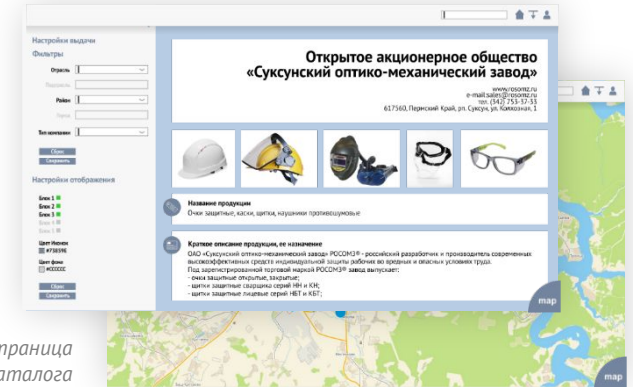 Настройки выдачи
Фильтры
Отрасль
Подотрасль
Район
Город
Тип компании
Сброс
Сохранить
Настройки отображения
Блок 1
Блок 2
Блок 3
Блок 4
Блок 5
Цвет Иконок
#73819E
Цвет фона
#CCCCCC
Сброс
Сохранить
Открытое акционерное общество
«Суксунский оптико-механический завод»
www.rosomz.ru
e-mail:sales@rosomz.ru
тел. (342) 753-37-33
617560, Пермский Край, рп. Суксун, ул. Колхозная, 1
Название продукции
Очки защитные, каски, щитки, наушники противошумовые
Краткое описание продукции, ее назначение
ОАО «Суксунский оптико-механический завод» РОСОМЗ® - российский разработчик и производитель современных
высокоэффективных средств индивидуальной защиты рабочих во вредных и опасных условиях труда.
Под зарегистрированной торговой маркой РОСОМЗ® завод выпускает:
- очки защитные открытые, закрытые;
- щитки защитные сварщика серий НН и КН;
- щитки защитные лицевые серий НБТ и КБТ;
map
map
траница
аталога